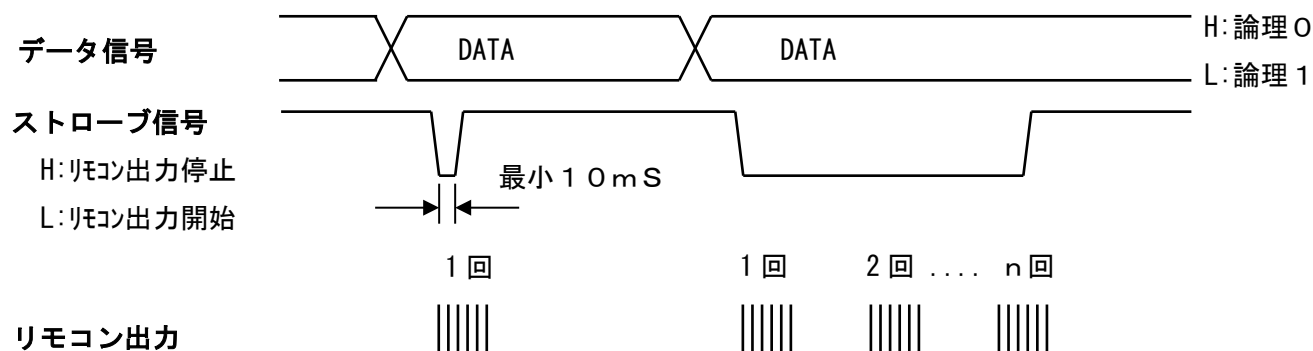 データ信号
DATA
DATA
H:論理０
L:論理１
ストローブ信号
H:ﾘﾓｺﾝ出力停止
L:ﾘﾓｺﾝ出力開始
最小１０ｍＳ
1回
1回 2回 .... ｎ回
リモコン出力